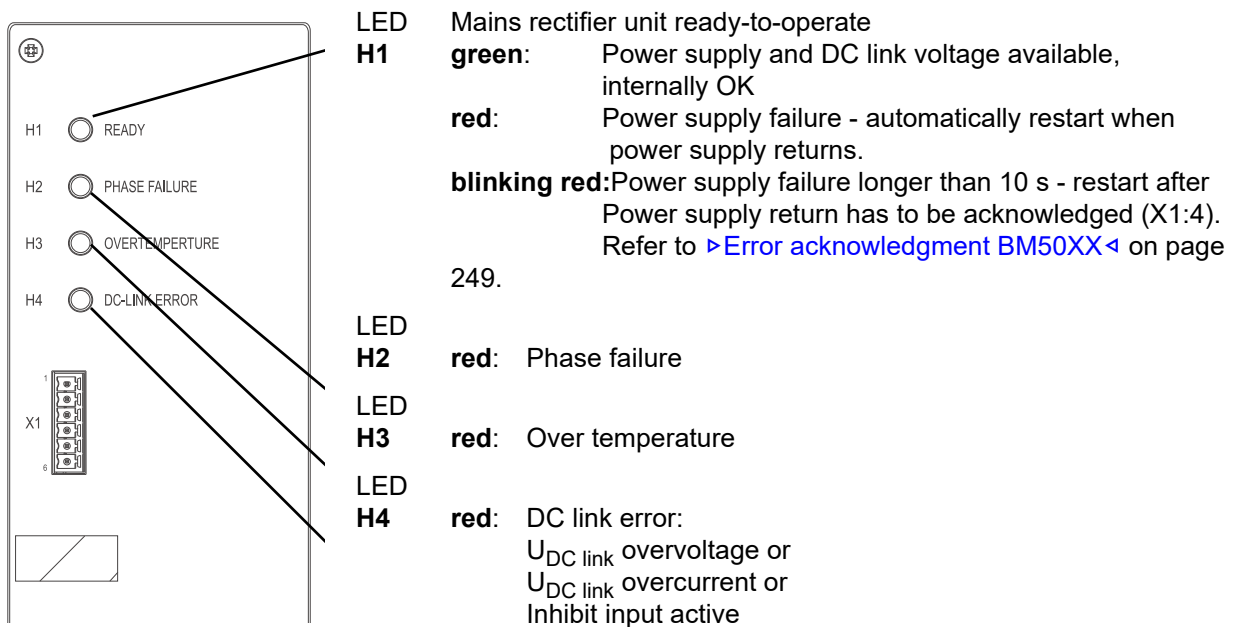 H1 READY
H2 PHASE FAILURE
H3 OVERTEMPERTURE
H4 DC-LINK ERROR
1
X1
6
LED Mains rectifier unit ready-to-operate
H1 green: Power supply and DC link voltage available,
internally OK
red: Power supply failure - automatically restart when
power supply returns.
blinking red:Power supply failure longer than 10 s - restart after
Power supply return has to be acknowledged (X1:4).
Refer to ▹Error acknowledgment BM50XX◃ on page
249.
LED
H2 red: Phase failure
LED
H3 red: Over temperature
LED
H4 red: DC link error:
UDC link overvoltage or
UDC link overcurrent or
Inhibit input active